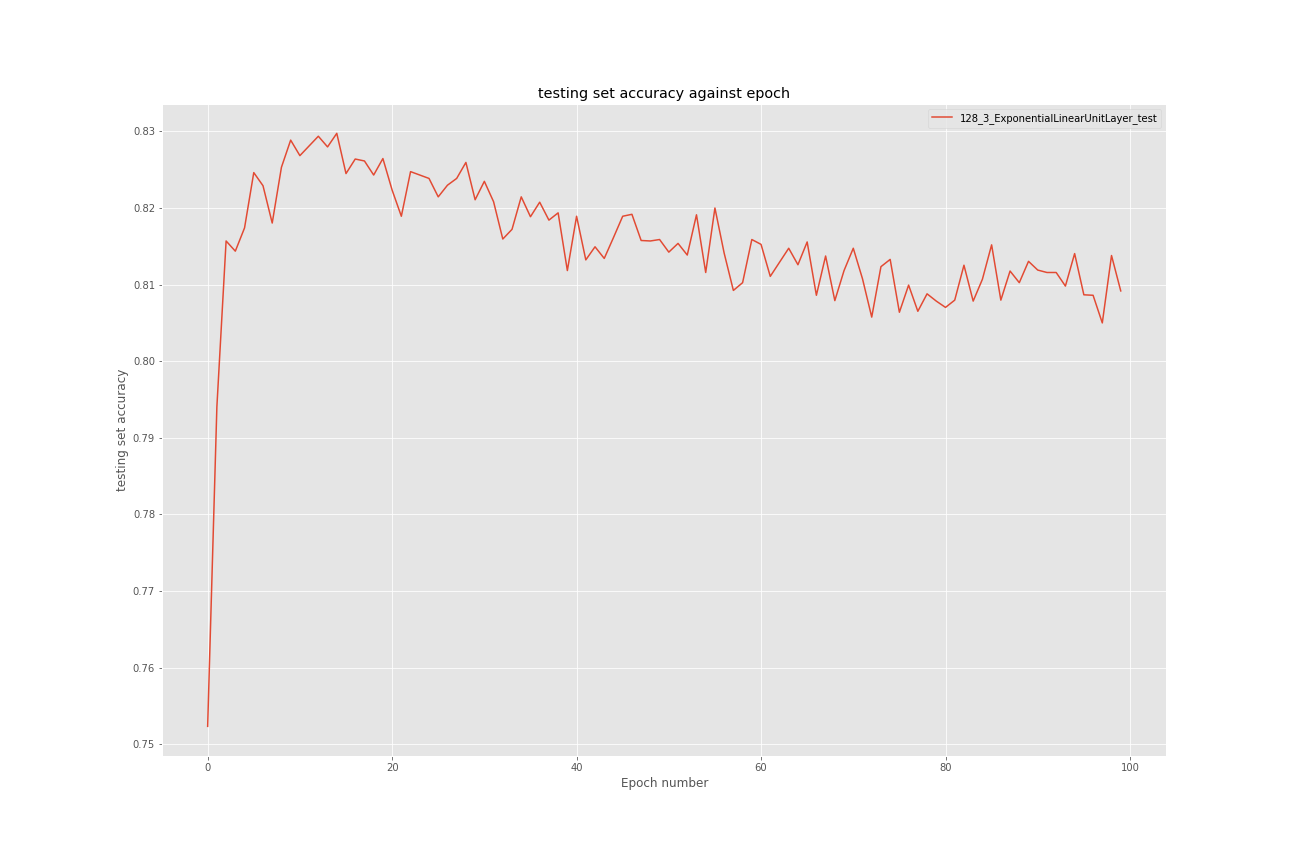 testing set accuracy against epoch
128_3_ExponentialLinearUnitLayer_test
0.83
0.82
0.81
0.80
0.79
0.78
0.77
0.76
0.75
testing set accuracy
0 20 40 60 80 100
Epoch number